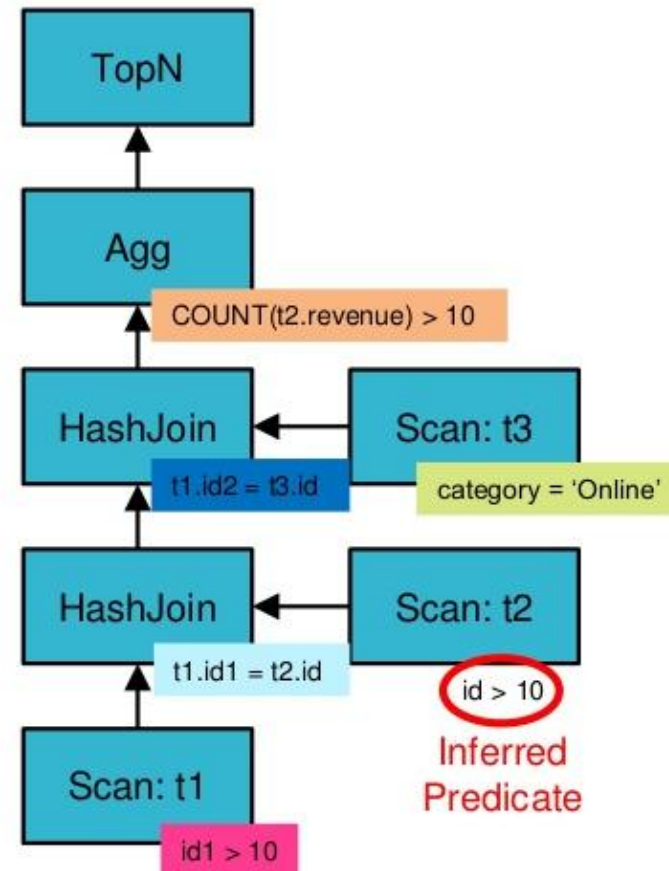 TopN
Agg
COUNT(t2.revenue) > 10
HashJoin
Scan: t3
t1.id2 = t3.id
category = ‘Online’
HashJoin
Scan: t2
t1.id1 = t2.id
id > 10
Inferred
Predicate
Scan: t1
id1 > 10